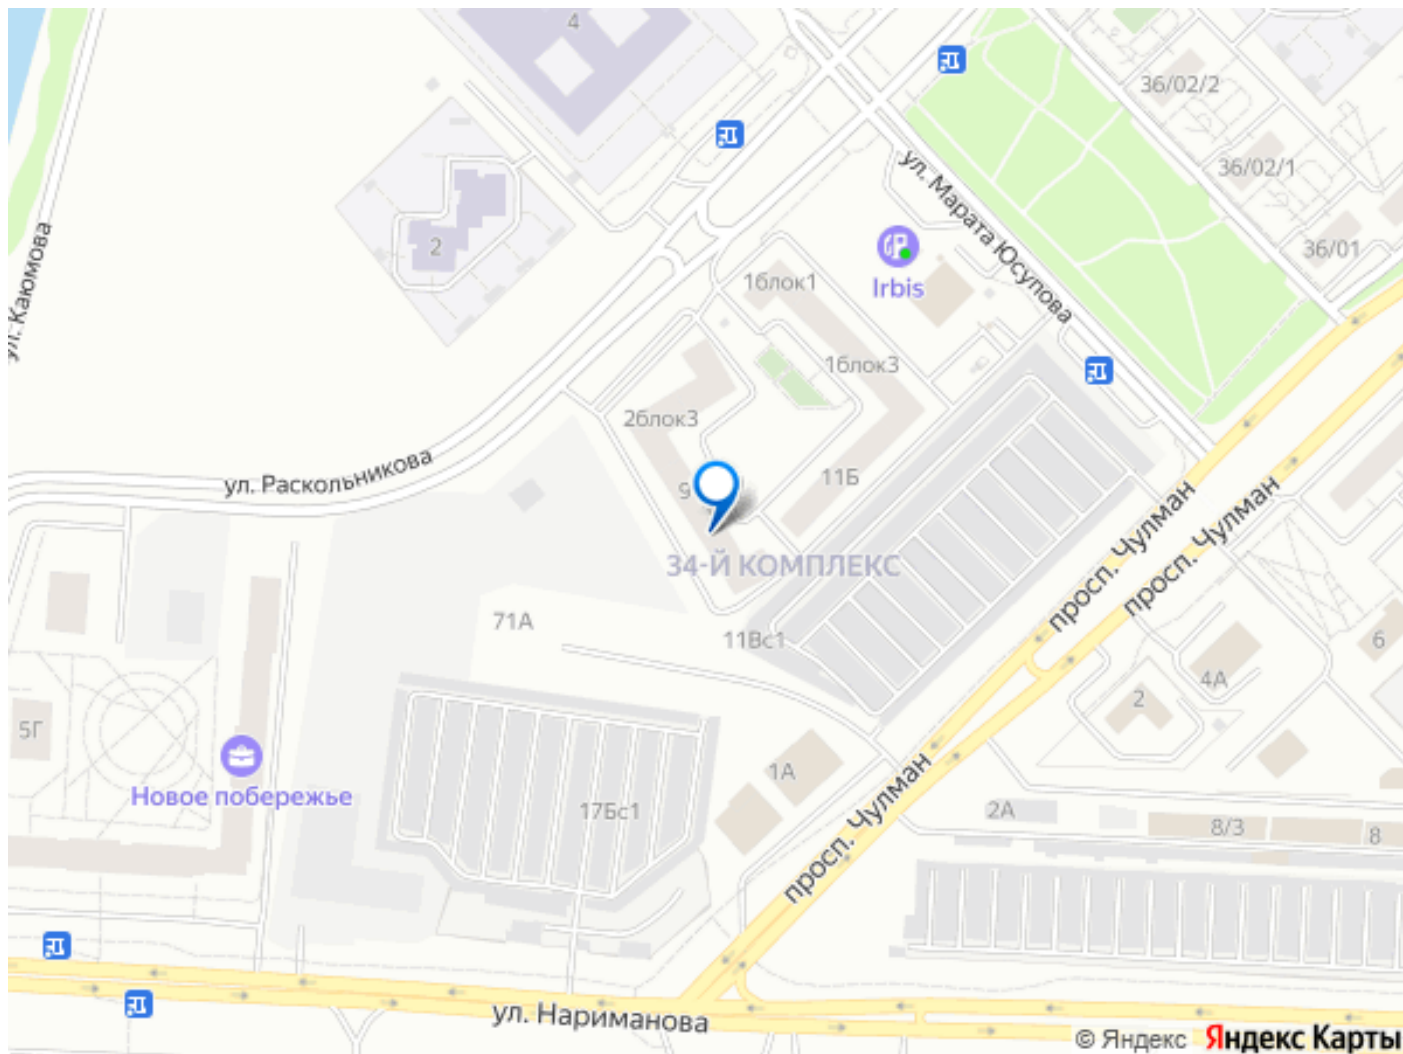 4
36/02/2
36/02/1
ул. Марата Юсупова
36/01
2
ул. Каюмова
1блок1
Irbis
1блок3
2блок3
ул. Раскольникова
11Б
9
просп. Чулман
просп. Чулман
34-Й КОМПЛЕКС
71А
11Вс1
6
4А
2
5Г
1А
Новое побережье
17Бс1
просп. Чулман
2А
8/3
8
ул. Нариманова
© Яндекс Яндекс Карты